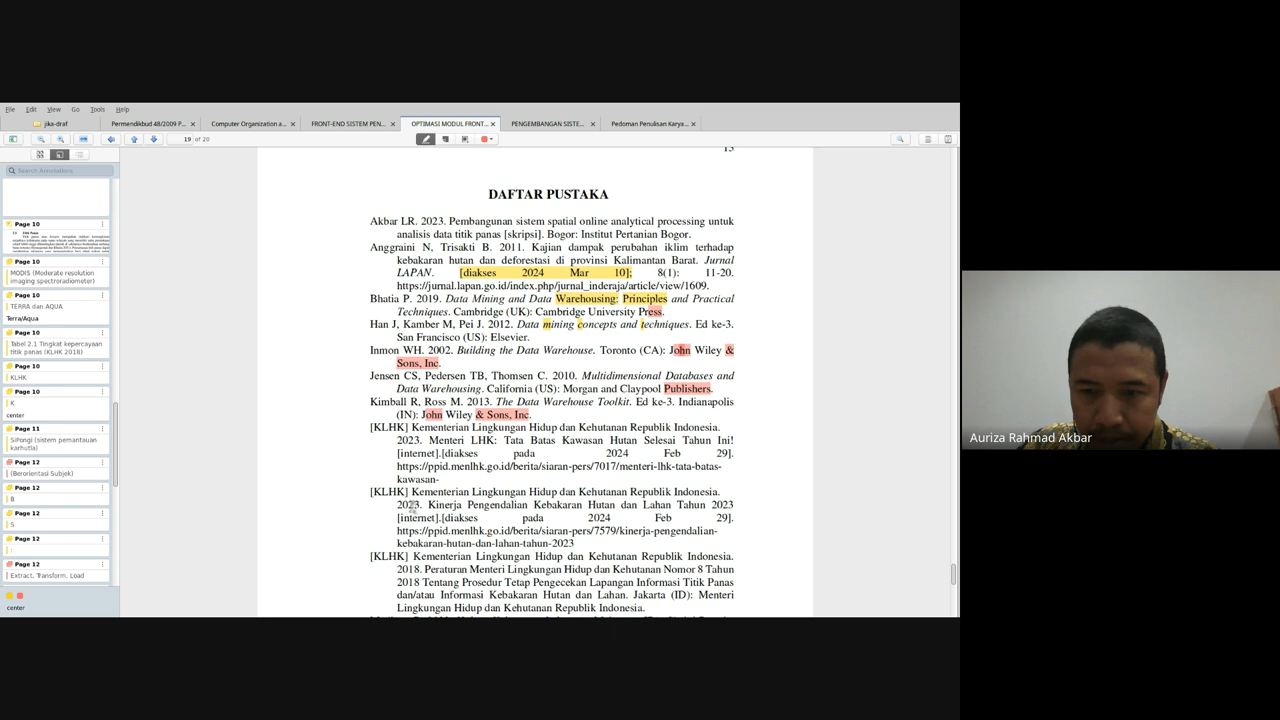 File Edit View Go Tools Help
jika-draf
Permendikbud 48/2009 P...
Computer Organization a...
FRONT-END SISTEM PEN...
OPTIMASI MODUL FRONT...
PENGEMBANGAN SISTE...
Pedoman Penulisan Karya...
19 of 20
Search Annotations
Page 10
Page 10
MODIS (Moderate resolution
imaging spectroradiometer)
Page 10
TERRA dan AQUA
Terra/Aqua
Page 10
Tabel 2.1 Tingkat kepercayaan
titik panas (KLHK 2018)
Page 10
KLHK
Page 10
K
center
Page 11
SiPongi (sistem pemantauan
karhutla)
Page 12
(Berorientasi Subjek)
Page 12
B
Page 12
S
Page 12
:
Page 12
Extract, Transform, Load
center
15
DAFTAR PUSTAKA
Akbar LR. 2023. Pembangunan sistem spatial online analytical processing untuk
analisis data titik panas [skripsi]. Bogor: Institut Pertanian Bogor.
Anggraini N, Trisakti B. 2011. Kajian dampak perubahan iklim terhadap
kebakaran hutan dan deforestasi di provinsi Kalimantan Barat. Jurnal
LAPAN. [diakses 2024 Mar 10]; 8(1): 11-20.
https://jurnal.lapan.go.id/index.php/jurnal_inderaja/article/view/1609.
Bhatia P. 2019. Data Mining and Data Warehousing: Principles and Practical
Techniques. Cambridge (UK): Cambridge University Press.
Han J, Kamber M, Pei J. 2012. Data mining concepts and techniques. Ed ke-3.
San Francisco (US): Elsevier.
Inmon WH. 2002. Building the Data Warehouse. Toronto (CA): John Wiley &
Sons, Inc.
Jensen CS, Pedersen TB, Thomsen C. 2010. Multidimensional Databases and
Data Warehousing. California (US): Morgan and Claypool Publishers.
Kimball R, Ross M. 2013. The Data Warehouse Toolkit. Ed ke-3. Indianapolis
(IN): John Wiley & Sons, Inc.
[KLHK] Kementerian Lingkungan Hidup dan Kehutanan Republik Indonesia.
2023. Menteri LHK: Tata Batas Kawasan Hutan Selesai Tahun Ini!
[internet].[diakses pada 2024 Feb 29].
https://ppid.menlhk.go.id/berita/siaran-pers/7017/menteri-lhk-tata-batas-
kawasan-
[KLHK] Kementerian Lingkungan Hidup dan Kehutanan Republik Indonesia.
2023. Kinerja Pengendalian Kebakaran Hutan dan Lahan Tahun 2023
[internet].[diakses pada 2024 Feb 29].
https://ppid.menlhk.go.id/berita/siaran-pers/7579/kinerja-pengendalian-
kebakaran-hutan-dan-lahan-tahun-2023
[KLHK] Kementerian Lingkungan Hidup dan Kehutanan Republik Indonesia.
2018. Peraturan Menteri Lingkungan Hidup dan Kehutanan Nomor 8 Tahun
2018 Tentang Prosedur Tetap Pengecekan Lapangan Informasi Titik Panas
dan/atau Informasi Kebakaran Hutan dan Lahan. Jakarta (ID): Menteri
Lingkungan Hidup dan Kehutanan Republik Indonesia.
Auriza Rahmad Akbar